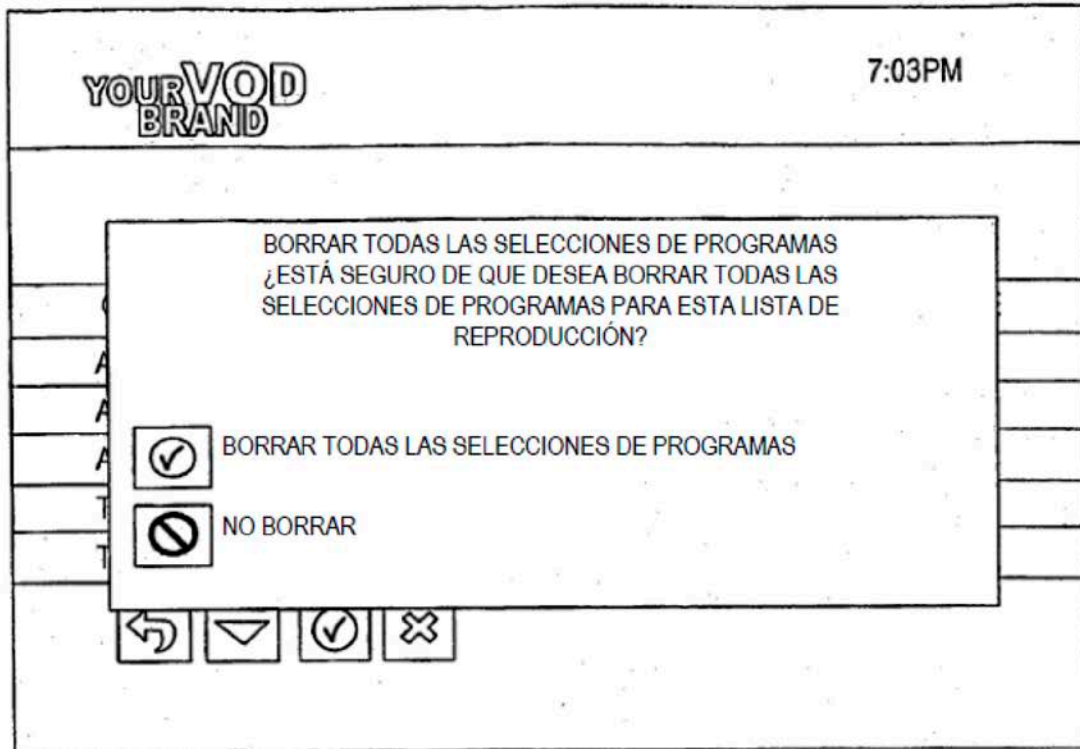 YOUR VOD
BRAND
7:03PM
BORRAR TODAS LAS SELECCIONES DE PROGRAMAS
¿ESTÁ SEGURO DE QUE DESEA BORRAR TODAS LAS
SELECCIONES DE PROGRAMAS PARA ESTA LISTA DE
REPRODUCCIÓN?
A
A
A
T
T
BORRAR TODAS LAS SELECCIONES DE PROGRAMAS
NO BORRAR